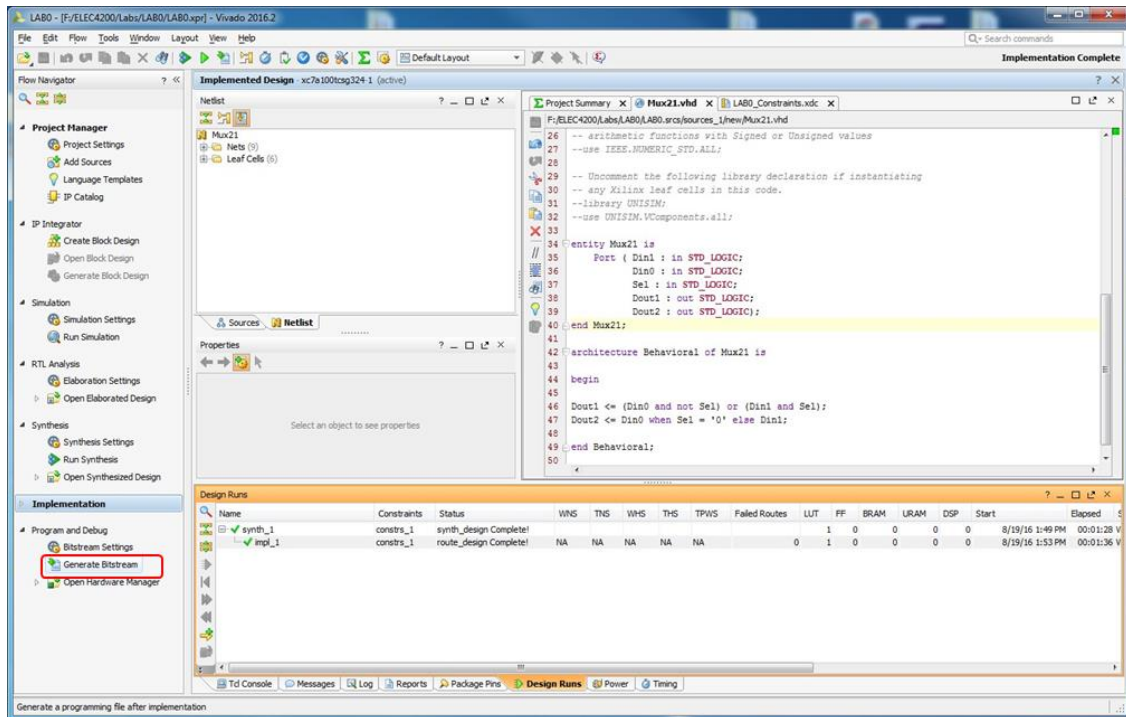 LAB0 - [F:/ELEC4200/Labs/LAB0/LAB0.xpr] - Vivado 2016.2
File Edit Flow Tools Window Layout View Help
Search commands
Default Layout
Implementation Complete
Flow Navigator
Project Manager
Project Settings
Add Sources
Language Templates
IP Catalog
IP Integrator
Create Block Design
Open Block Design
Generate Block Design
Simulation
Simulation Settings
Run Simulation
RTL Analysis
Elaboration Settings
Open Elaborated Design
Synthesis
Synthesis Settings
Run Synthesis
Open Synthesized Design
Implementation
Program and Debug
Bitstream Settings
Generate Bitstream
Open Hardware Manager
Implemented Design - xc7a100tcsg324-1 (active)
Netlist
Mux21
Nets (9)
Leaf Cells (6)
Sources Netlist
Properties
Select an object to see properties
Project Summary Mux21.vhd LAB0_Constraints.xdc
F:/ELEC4200/Labs/LAB0/LAB0.srcs/sources_1/new/Mux21.vhd
26 -- arithmetic functions with Signed or Unsigned values
27 --use IEEE.NUMERIC_STD.ALL;
28
29 -- Uncomment the following library declaration if instantiating
30 -- any Xilinx leaf cells in this code.
31 --library UNISIM;
32 --use UNISIM.VComponents.all;
33
34 entity Mux21 is
35 Port ( Din1 : in STD_LOGIC;
36 Din0 : in STD_LOGIC;
37 Sel : in STD_LOGIC;
38 Dout1 : out STD_LOGIC;
39 Dout2 : out STD_LOGIC);
40 end Mux21;
41
42 architecture Behavioral of Mux21 is
43
44 begin
45
46 Dout1 <= (Din0 and not Sel) or (Din1 and Sel);
47 Dout2 <= Din0 when Sel = '0' else Din1;
48
49 end Behavioral;
50
Design Runs
Name Constraints Status WNS TNS WHS THS TPWS Failed Routes LUT FF BRAM URAM DSP Start Elapsed S
synth_1 constrs_1 synth_design Complete! 1 0 0 0 0 8/19/16 1:49 PM 00:01:28 V
impl_1 constrs_1 route_design Complete! NA NA NA NA NA 0 1 0 0 0 0 8/19/16 1:53 PM 00:01:36 V
Tcl Console Messages Log Reports Package Pins Design Runs Power Timing
Generate a programming file after implementation